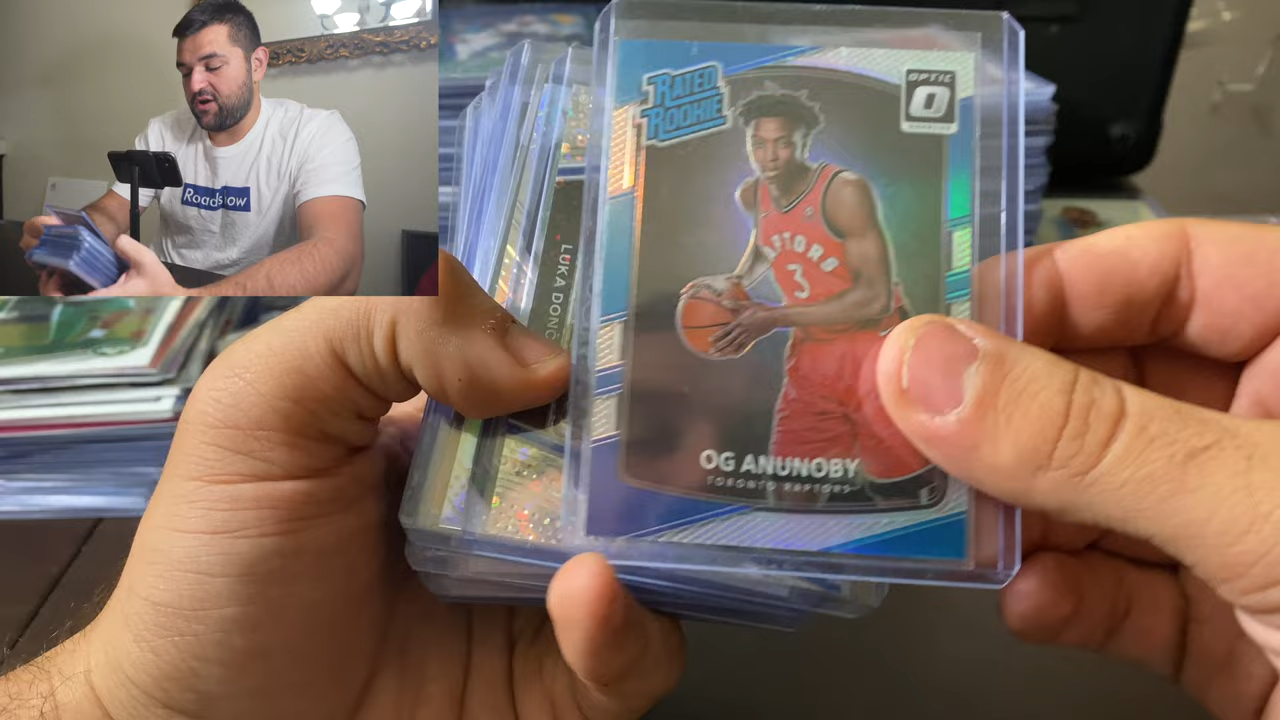 Roadshow
RATED
ROOKIE
OPTIC
LUKA DONC
RAPTORS
3
OG ANUNOBY
TORONTO RAPTORS